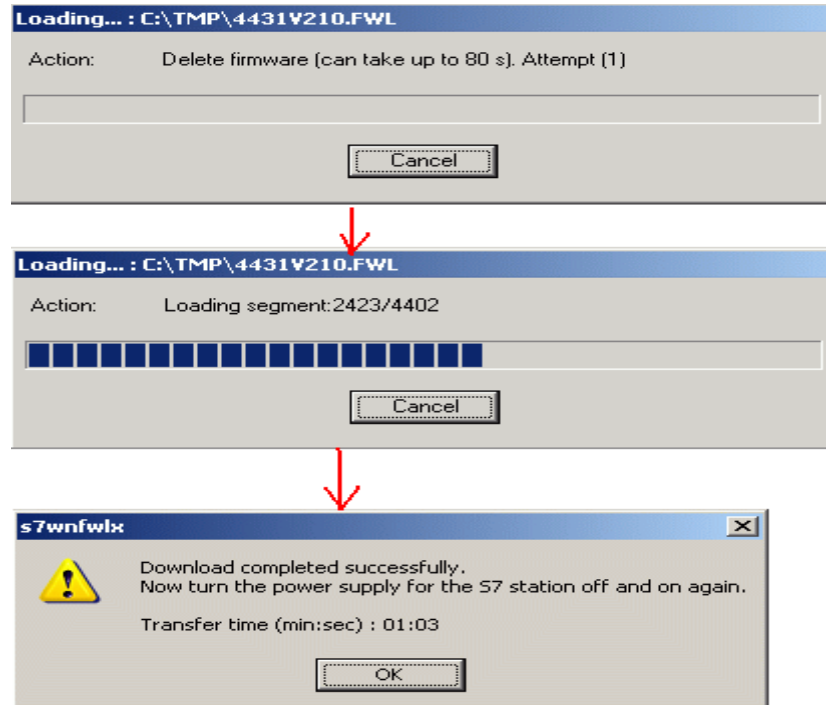 Loading... : C:\TMP\4431V210.FWL
Action: Delete firmware (can take up to 80 s). Attempt (1)
Cancel
Loading... : C:\TMP\4431V210.FWL
Action: Loading segment:2423/4402
Cancel
s7wnfwlx
Download completed successfully.
Now turn the power supply for the S7 station off and on again.
Transfer time (min:sec) : 01:03
OK